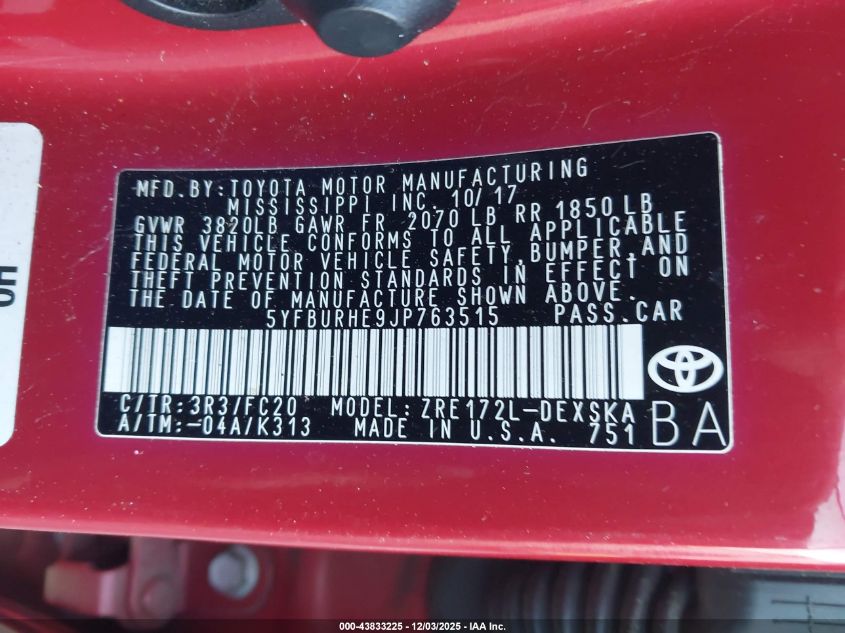 MFD.BY:TOYOTA MOTOR MANUFACTURING
MISSISSIPPI INC. 10/17
GVWR 3820LB GAWR FR 2070 LB RR 1850 LB
THIS VEHICLE CONFORMS TO ALL APPLICABLE
FEDERAL MOTOR VEHICLE SAFETY,BUMPER,AND
THEFT PREVENTION STANDARDS IN EFFECT ON
THE DATE OF MANUFACTURE SHOWN ABOVE.
5YFBURHE9JP763515 PASS.CAR
C/TR:3R3/FC20 MODEL:ZRE172L-DEXSKA
A/TM:-04A/K313 MADE IN U.S.A. 751
BA
000-43833225 - 12/03/2025 - IAA Inc.